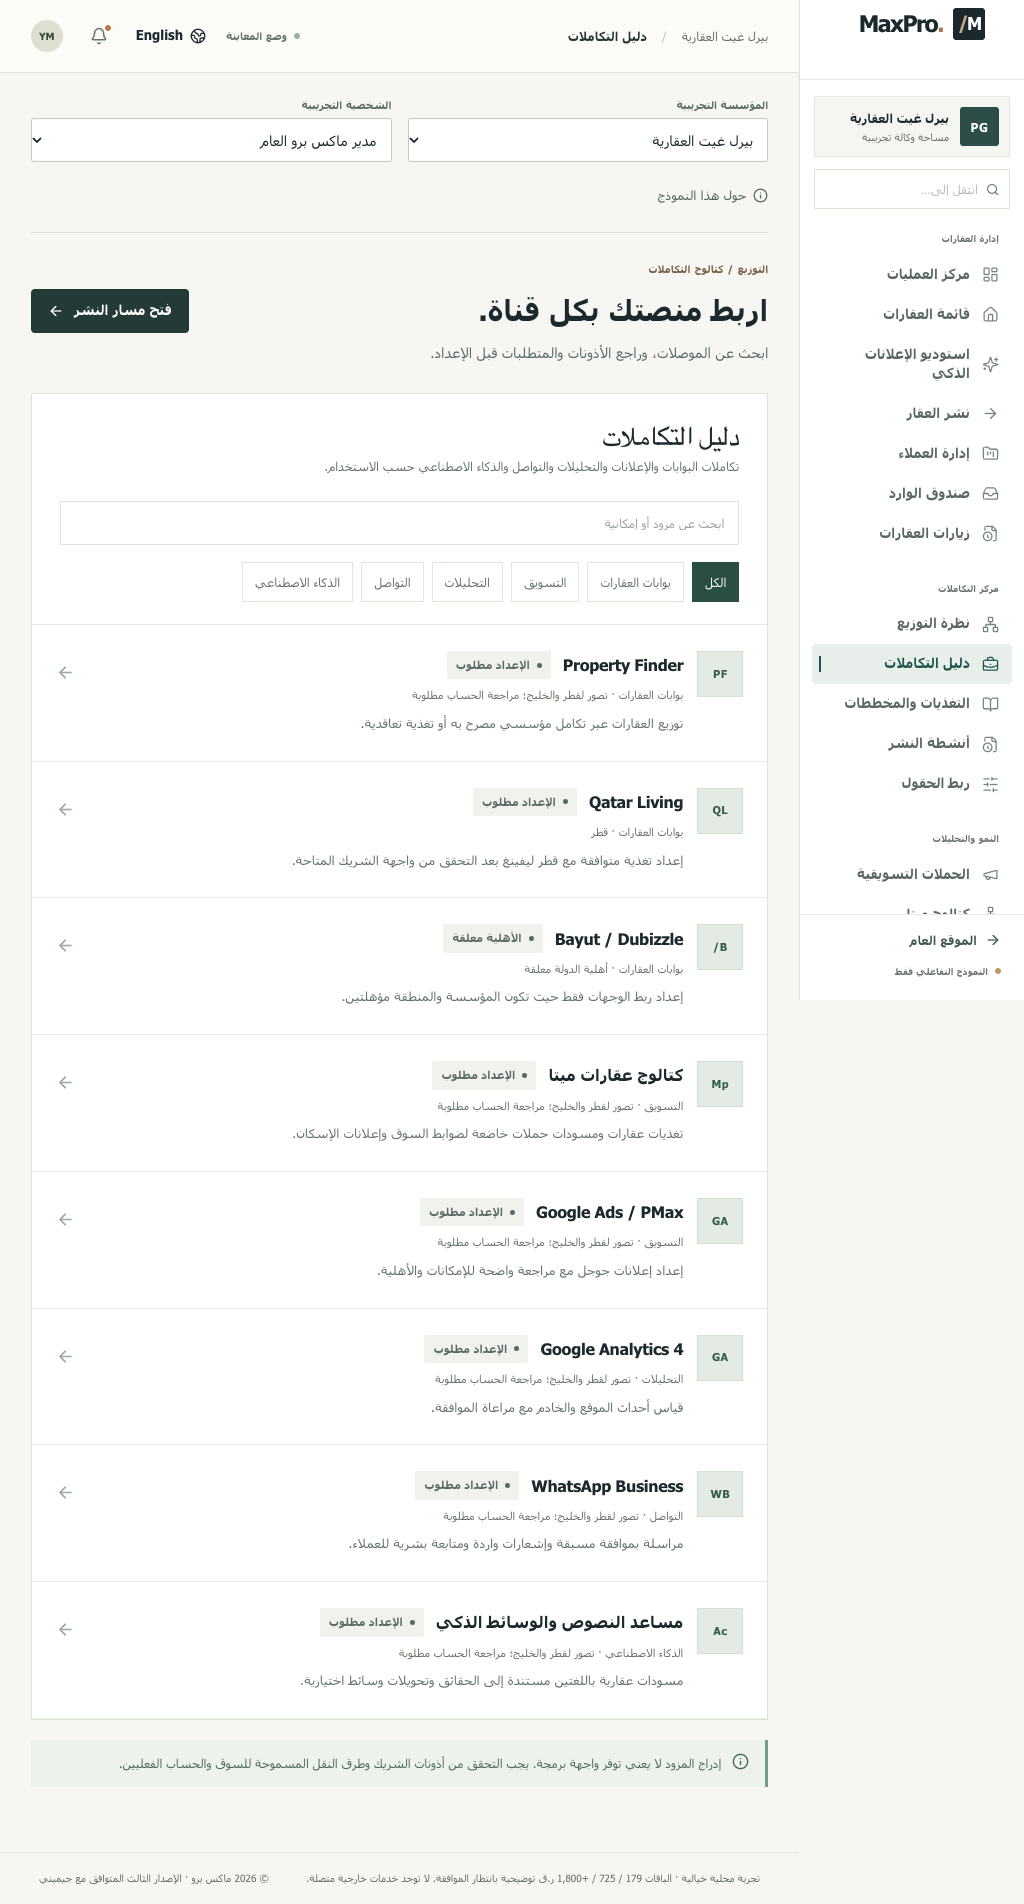 MaxPro.
/M
بيرل غيت العقارية / دليل التكاملات
وضع المعاينة
English
YM
PG
بيرل غيت العقارية
مساحة وكالة تجريبية
انتقل إلى...
إدارة العقارات
مركز العمليات
قائمة العقارات
استوديو الإعلانات
الذكي
نشر العقار
إدارة العملاء
صندوق الوارد
زيارات العقارات
مركز التكاملات
نظرة التوزيع
دليل التكاملات
التغذيات والمخططات
أنشطة النشر
ربط الحقول
النمو والتحليلات
الحملات التسويقية
كتالوج ميتا
الموقع العام
النموذج التفاعلي فقط
المؤسسة التجريبية
بيرل غيت العقارية
الشخصية التجريبية
مدير ماكس برو العام
حول هذا النموذج
التوزيع / كتالوج التكاملات
اربط منصتك بكل قناة.
فتح مسار النشر
ابحث عن الموصلات، وراجع الأذونات والمتطلبات قبل الإعداد.
دليل التكاملات
تكاملات البوابات والإعلانات والتحليلات والتواصل والذكاء الاصطناعي حسب الاستخدام.
ابحث عن مزود أو إمكانية
الكل
بوابات العقارات
التسويق
التحليلات
التواصل
الذكاء الاصطناعي
PF
Property Finder
الإعداد مطلوب
بوابات العقارات · تصور لقطر والخليج؛ مراجعة الحساب مطلوبة
توزيع العقارات عبر تكامل مؤسسي مصرح به أو تغذية تعاقدية.
QL
Qatar Living
الإعداد مطلوب
بوابات العقارات · قطر
إعداد تغذية متوافقة مع قطر ليفينغ بعد التحقق من واجهة الشريك المتاحة.
B/
Bayut / Dubizzle
الأهلية معلقة
بوابات العقارات · أهلية الدولة معلقة
إعداد ربط الوجهات فقط حيث تكون المؤسسة والمنطقة مؤهلتين.
Mp
كتالوج عقارات ميتا
الإعداد مطلوب
التسويق · تصور لقطر والخليج؛ مراجعة الحساب مطلوبة
تغذيات عقارات ومسودات حملات خاضعة لضوابط السوق وإعلانات الإسكان.
GA
Google Ads / PMax
الإعداد مطلوب
التسويق · تصور لقطر والخليج؛ مراجعة الحساب مطلوبة
إعداد إعلانات جوجل مع مراجعة واضحة للإمكانات والأهلية.
GA
Google Analytics 4
الإعداد مطلوب
التحليلات · تصور لقطر والخليج؛ مراجعة الحساب مطلوبة
قياس أحداث الموقع والخادم مع مراعاة الموافقة.
WB
WhatsApp Business
الإعداد مطلوب
التواصل · تصور لقطر والخليج؛ مراجعة الحساب مطلوبة
مراسلة بموافقة مسبقة وإشعارات واردة ومتابعة بشرية للعملاء.
Ac
مساعد النصوص والوسائط الذكي
الإعداد مطلوب
الذكاء الاصطناعي · تصور لقطر والخليج؛ مراجعة الحساب مطلوبة
مسودات عقارية باللغتين مستندة إلى الحقائق وتحويلات وسائط اختيارية.
إدراج المزود لا يعني توفر واجهة برمجة. يجب التحقق من أذونات الشريك وطرق النقل المسموحة للسوق والحساب الفعليين.
تجربة محلية خيالية · الباقات 179 / 725 / 1,800+ ر.ق توضيحية بانتظار الموافقة. لا توجد خدمات خارجية متصلة.
© 2026 ماكس برو · الإصدار الثالث المتوافق مع جيميني